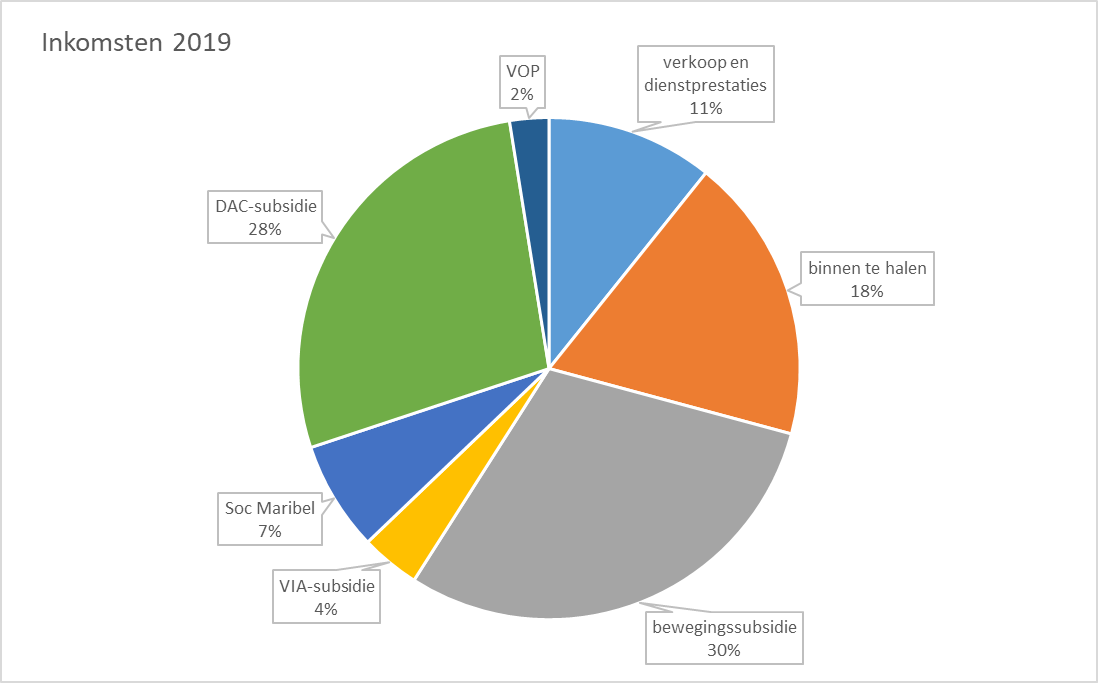 Inkomsten 2019
VOP
2%
verkoop en
dienstprestaties
11%
DAC-subsidie
28%
binnen te halen
18%
Soc Maribel
7%
VIA-subsidie
4%
bewegingssubsidie
30%